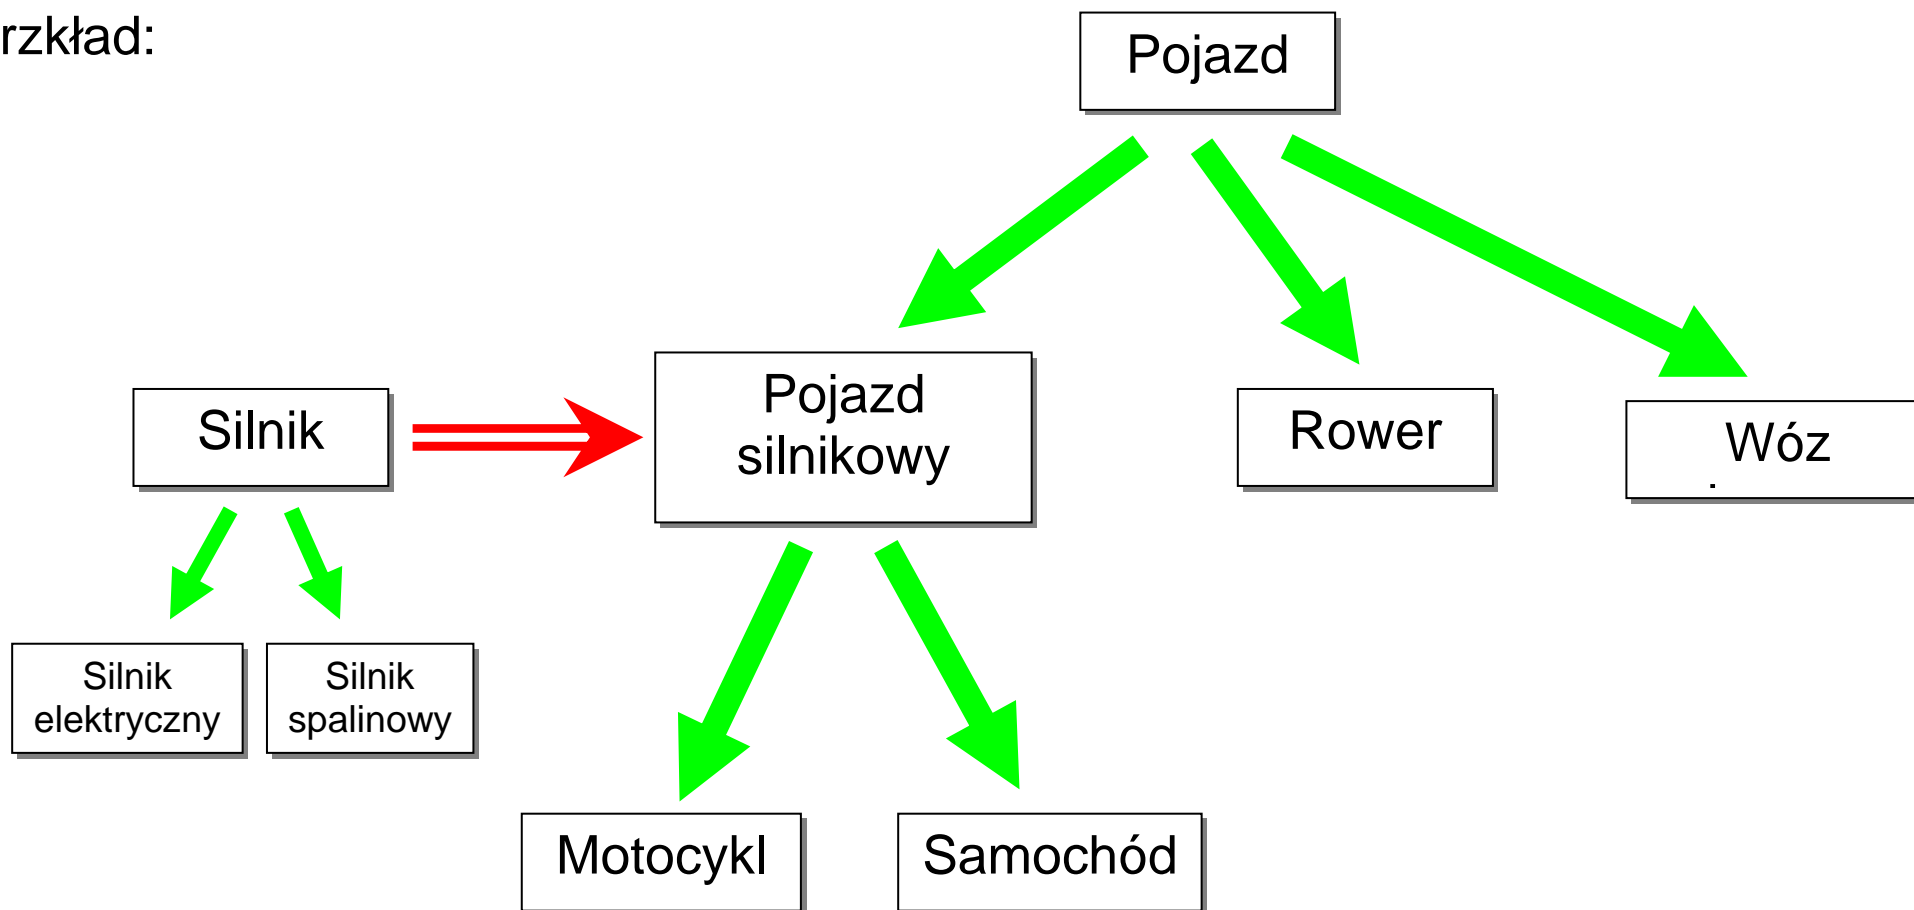 rzkład:
Pojazd
Pojazd
silnikowy
Silnik
Rower
Wóz
Silnik
elektryczny
Silnik
spalinowy
Motocykl
Samochód